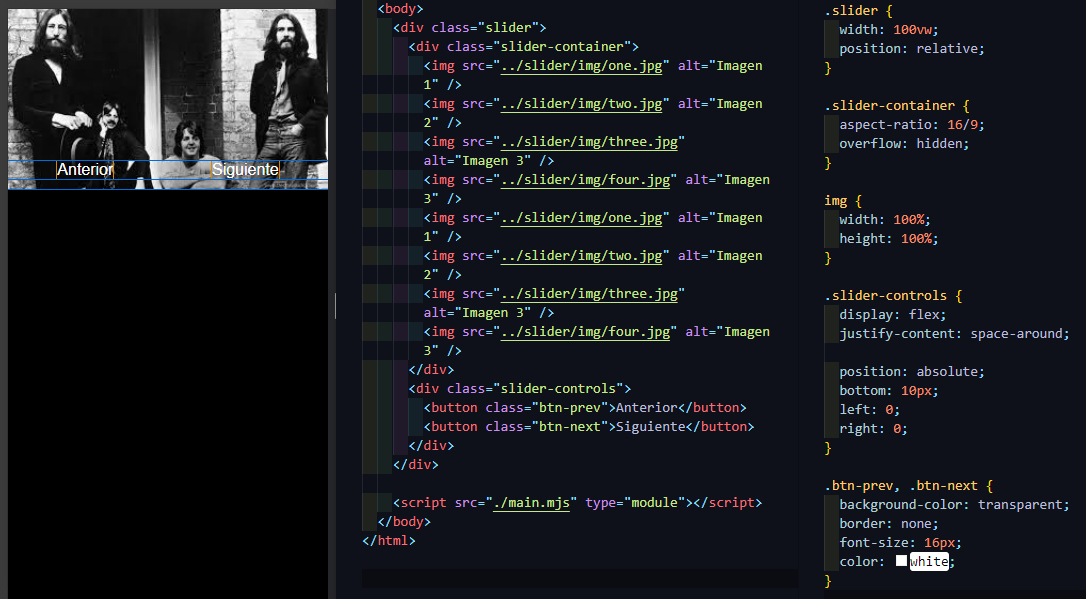 Anterior Siguiente
<body>
<div class="slider">
<div class="slider-container">
<img src="../slider/img/one.jpg" alt="Imagen
1" />
<img src="../slider/img/two.jpg" alt="Imagen
2" />
<img src="../slider/img/three.jpg"
alt="Imagen 3" />
<img src="../slider/img/four.jpg" alt="Imagen
3" />
<img src="../slider/img/one.jpg" alt="Imagen
1" />
<img src="../slider/img/two.jpg" alt="Imagen
2" />
<img src="../slider/img/three.jpg"
alt="Imagen 3" />
<img src="../slider/img/four.jpg" alt="Imagen
3" />
</div>
<div class="slider-controls">
<button class="btn-prev">Anterior</button>
<button class="btn-next">Siguiente</button>
</div>
</div>
<script src="./main.mjs" type="module"></script>
</body>
</html>
.slider {
width: 100vw;
position: relative;
}
.slider-container {
aspect-ratio: 16/9;
overflow: hidden;
}
img {
width: 100%;
height: 100%;
}
.slider-controls {
display: flex;
justify-content: space-around;
position: absolute;
bottom: 10px;
left: 0;
right: 0;
}
.btn-prev, .btn-next {
background-color: transparent;
border: none;
font-size: 16px;
color: white;
}